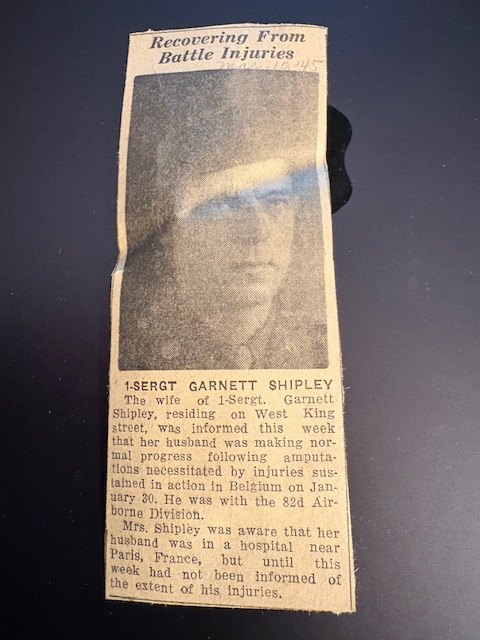 Recovering From
Battle Injuries
Mar. 10, '45
1-SERGT GARNETT SHIPLEY
The wife of 1-Sergt. Garnett
Shipley, residing on West King
street, was informed this week
that her husband was making nor-
mal progress following amputa-
tions necessitated by injuries sus-
tained in action in Belgium on Jan-
uary 30. He was with the 82d Air-
borne Division.
Mrs. Shipley was aware that her
husband was in a hospital near
Paris, France, but until this
week had not been informed of
the extent of his injuries.